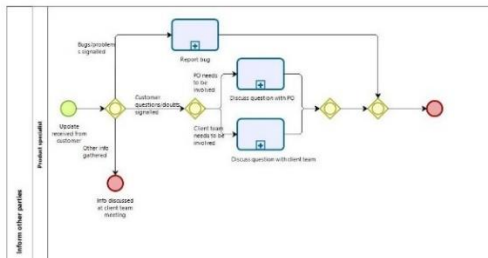 Inform other parties
Product specialist
Bugs/problem
s signalled
Report bug
PO needs to
be
involved
Discuss question with PO
Customer
questions/doubts
signalled
Update
received from
customer
Client team
needs to be
involved
Discuss question with client team
Other info
gathered
Info discussed
at client team
meeting